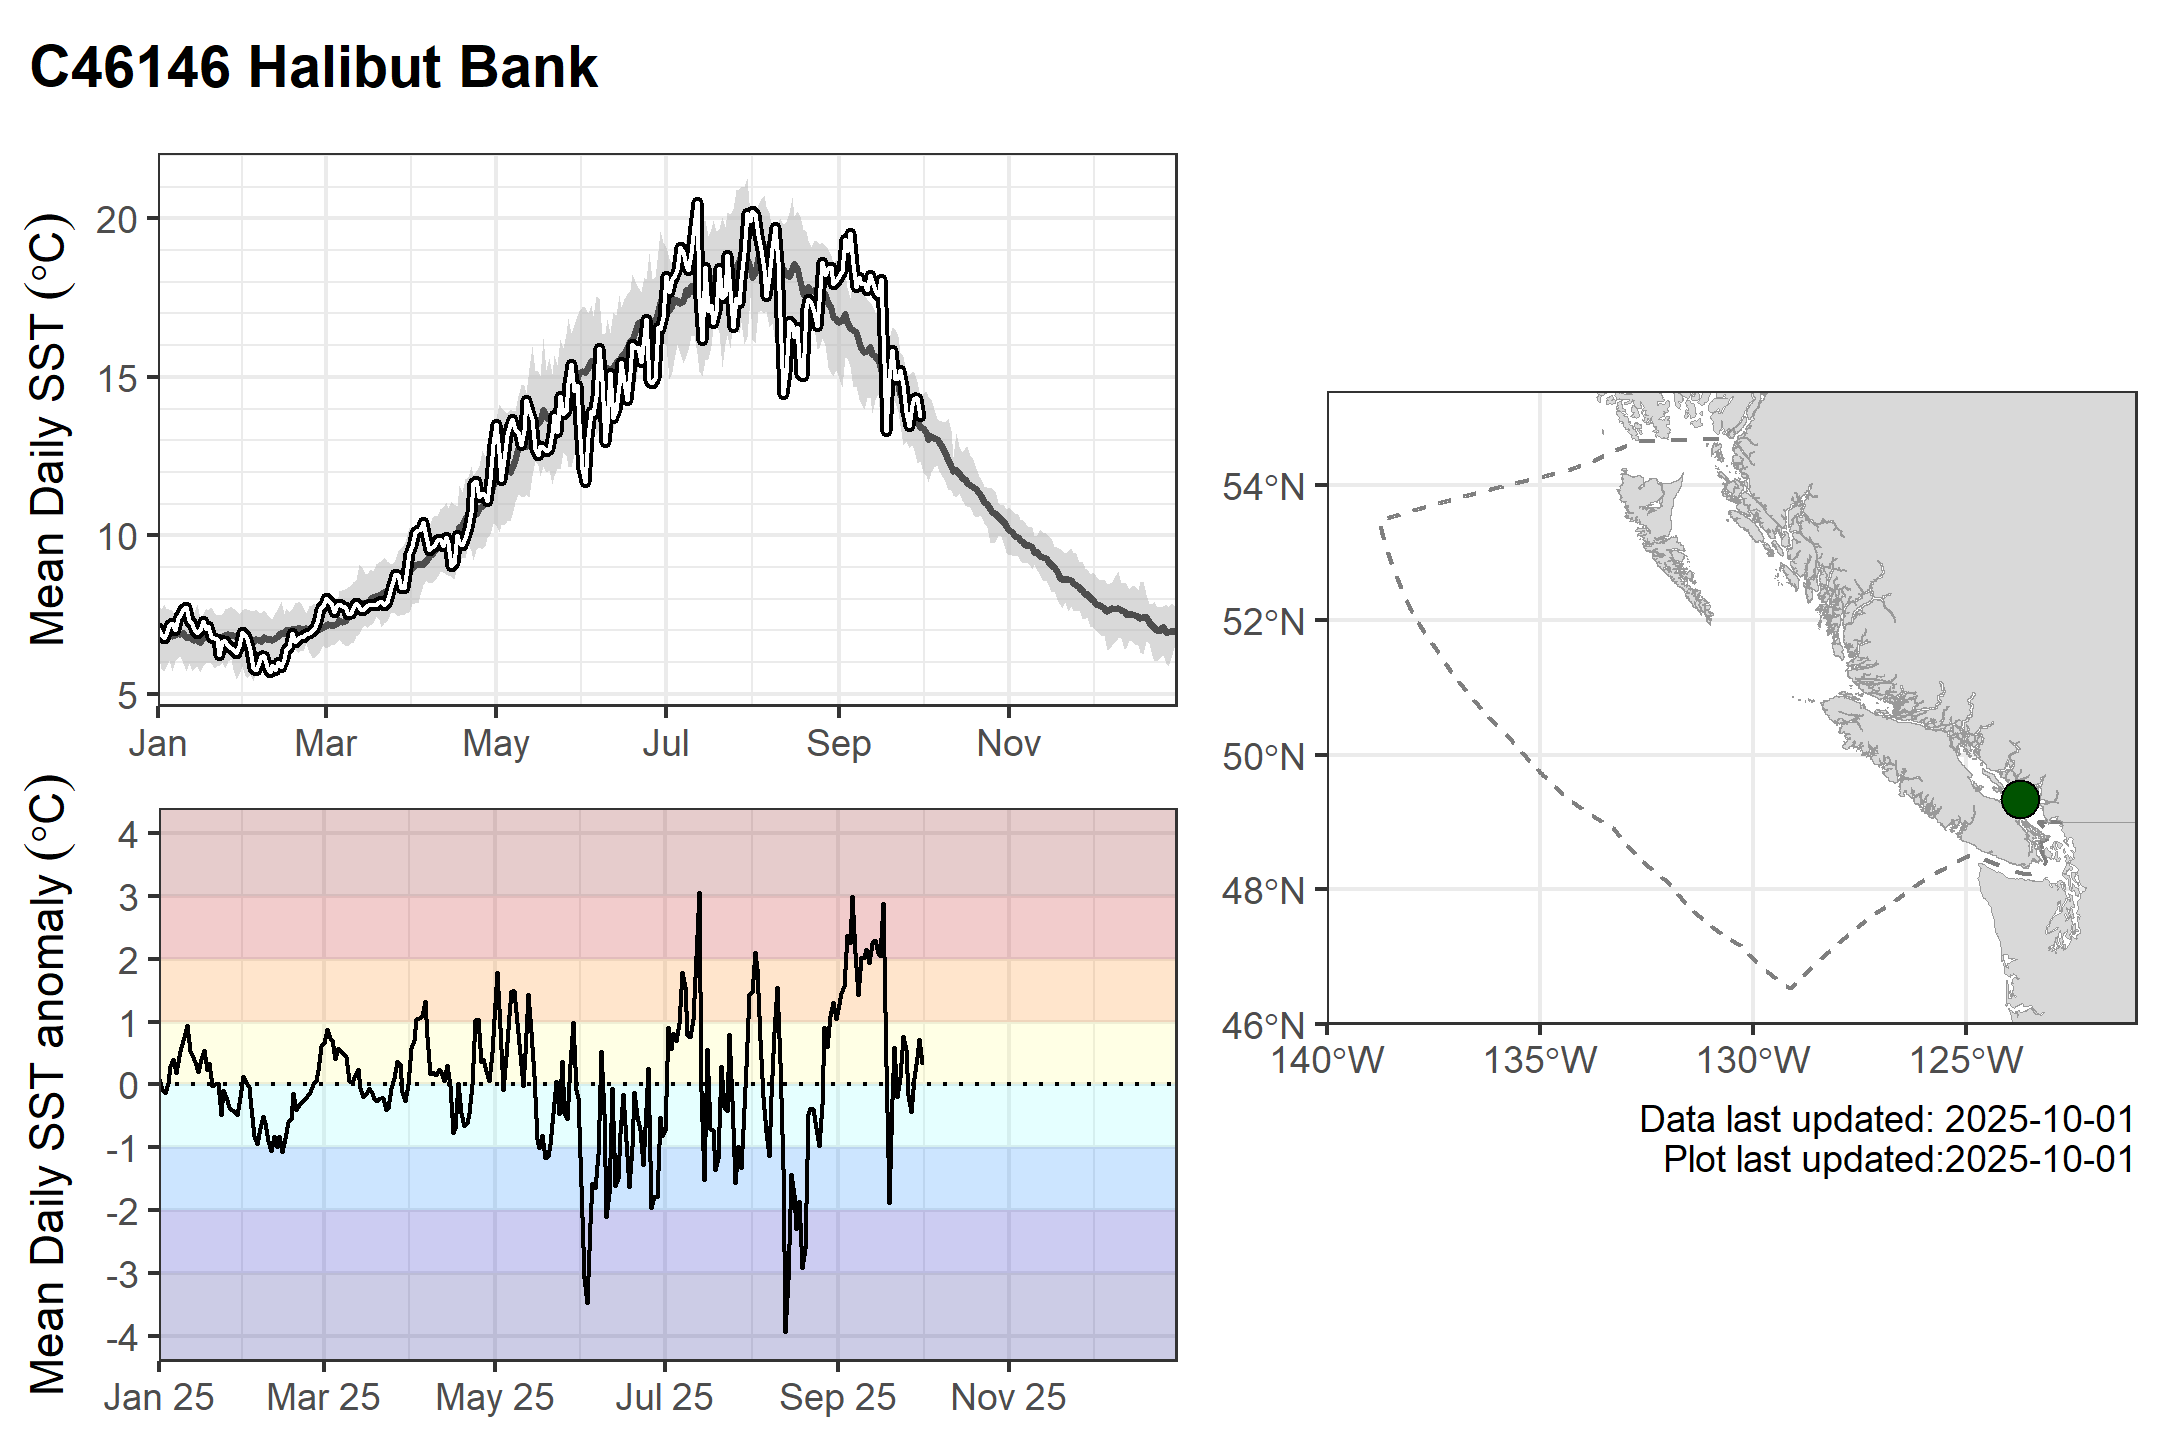 C46146 Halibut Bank
Mean Daily SST (°C)
20
15
10
5
Jan Mar May Jul Sep Nov
Mean Daily SST anomaly (°C)
4
3
2
1
0
-1
-2
-3
-4
Jan 25 Mar 25 May 25 Jul 25 Sep 25 Nov 25
54°N
52°N
50°N
48°N
46°N
140°W 135°W 130°W 125°W
Data last updated: 2025-10-01
Plot last updated:2025-10-01